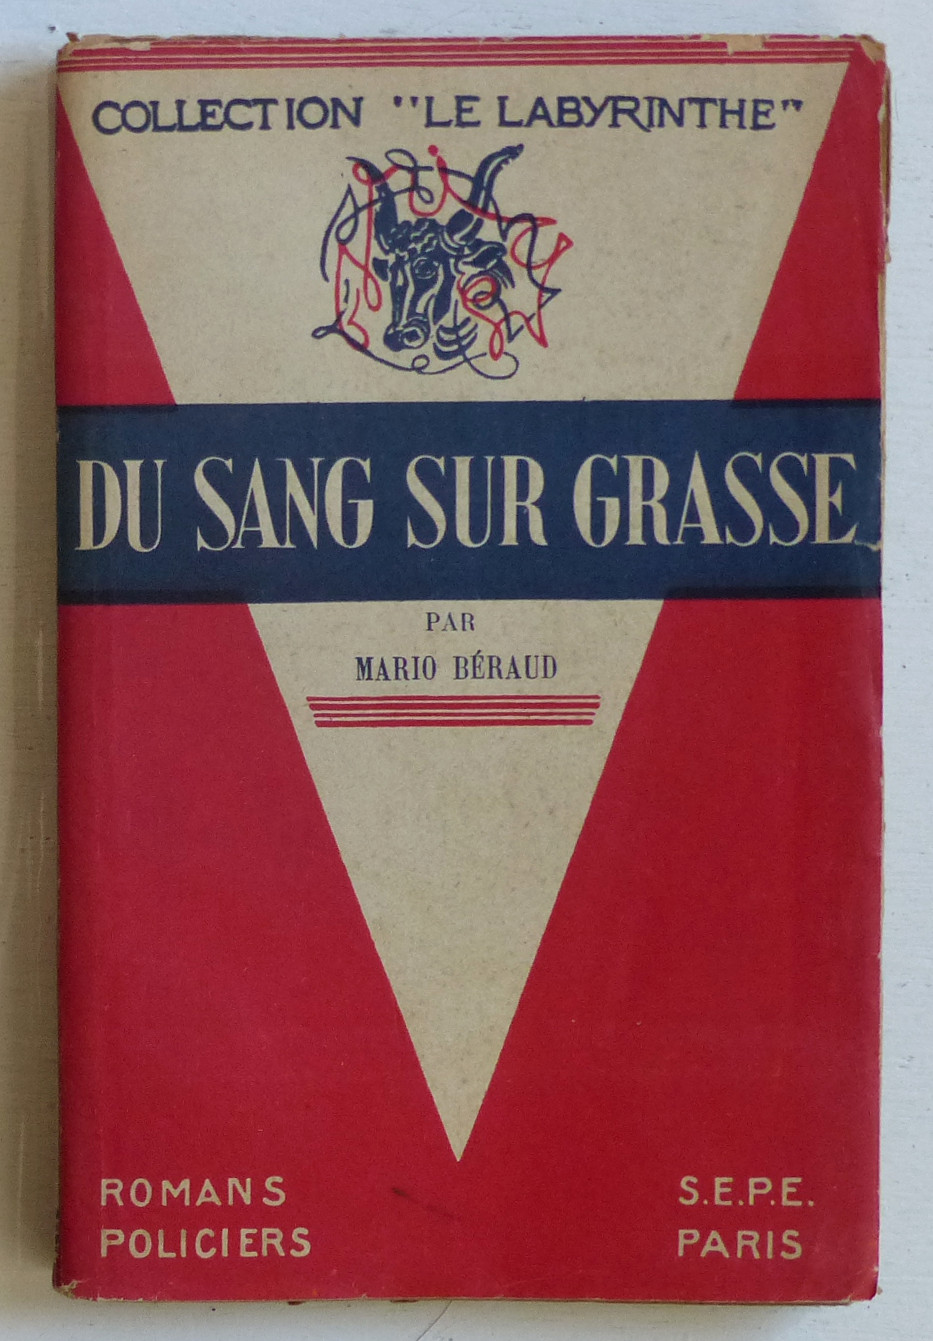 COLLECTION "LE LABYRINTHE"
DU SANG SUR GRASSE
PAR
MARIO BÉRAUD
ROMANS
POLICIERS
S.E.P.E.
PARIS